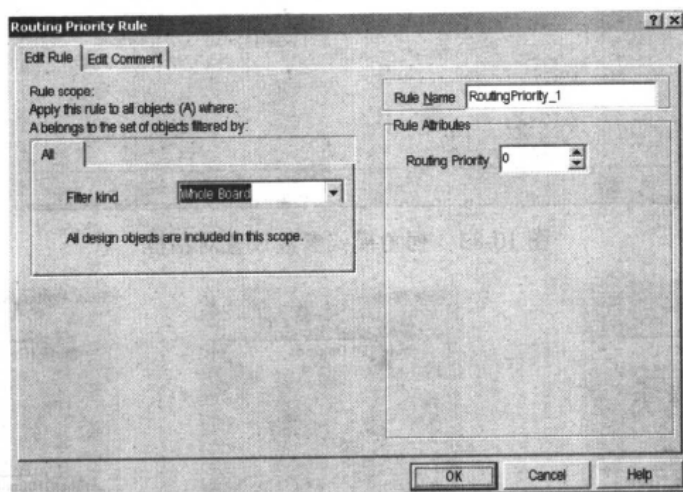 Routing Priority Rule
Edit Rule
Edit Comment
Rule scope:
Apply this rule to all objects (A) where:
A belongs to the set of objects filtered by:
All
Filter kind
Whole Board
All design objects are included in this scope.
Rule Name
RoutingPriority_1
Rule Attributes
Routing Priority
0
OK
Cancel
Help